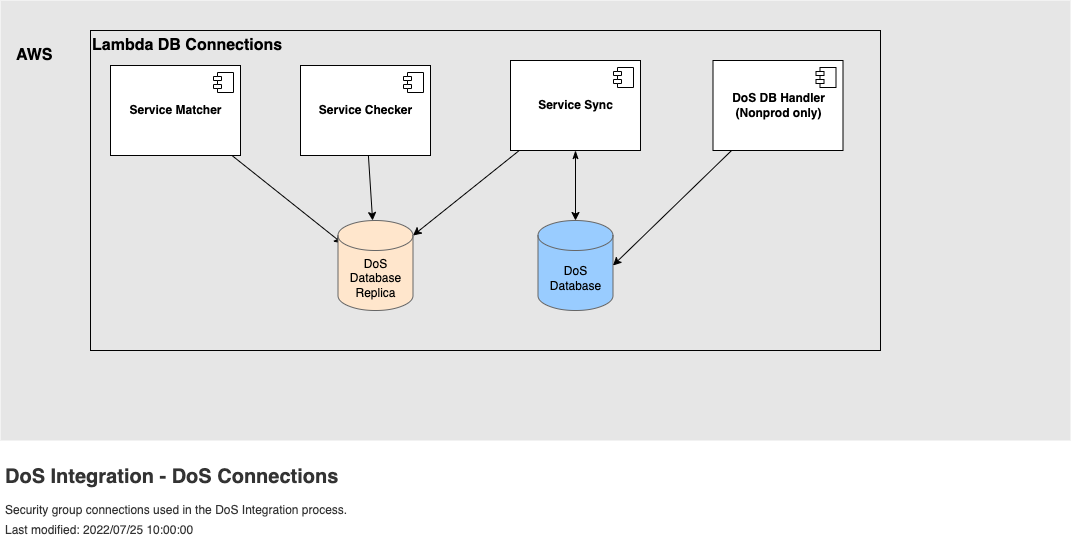 AWS
Lambda DB Connections
Service Matcher
Service Checker
Service Sync
DoS DB Handler
(Nonprod only)
DoS
Database
Replica
DoS
Database
DoS Integration - DoS Connections
Security group connections used in the DoS Integration process.
Last modified: 2022/07/25 10:00:00